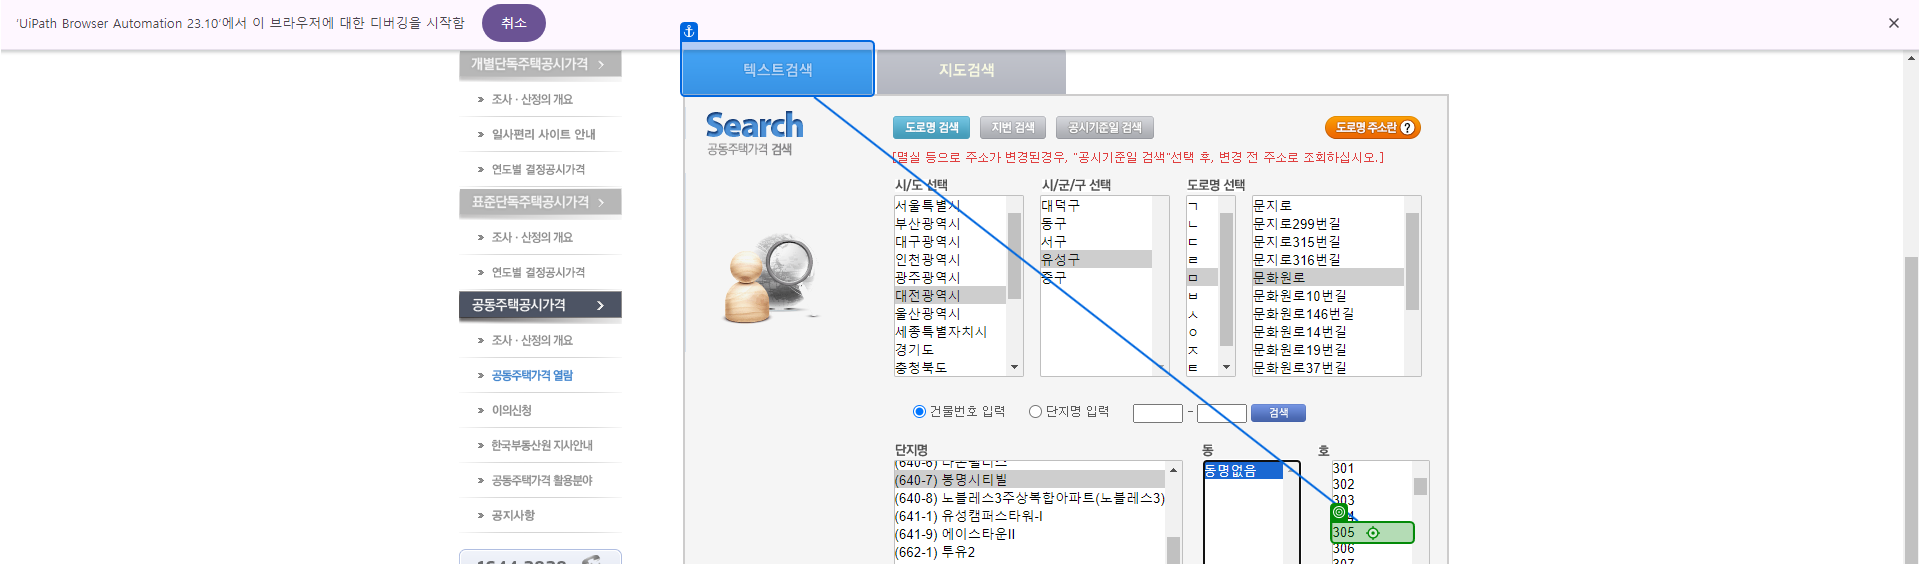 'UiPath Browser Automation 23.10'에서 이 브라우저에 대한 디버깅을 시작함
취소
개별단독주택공시가격
조사·산정의 개요
일사편리 사이트 안내
연도별 결정공시가격
표준단독주택공시가격
조사·산정의 개요
연도별 결정공시가격
공동주택공시가격
조사·산정의 개요
공동주택가격 열람
이의신청
한국부동산원 지사안내
공동주택가격 활용분야
공지사항
텍스트검색
지도검색
Search
공동주택가격 검색
도로명 검색
지번 검색
공시기준일 검색
도로명 주소란 ?
[멸실 등으로 주소가 변경된경우, "공시기준일 검색"선택 후, 변경 전 주소로 조회하십시오.]
시/도 선택
서울특별시
부산광역시
대구광역시
인천광역시
광주광역시
대전광역시
울산광역시
세종특별자치시
경기도
충청북도
시/군/구 선택
대덕구
동구
서구
유성구
중구
도로명 선택
ㄱ
ㄴ
ㄷ
ㄹ
ㅁ
ㅂ
ㅅ
ㅇ
ㅈ
ㅌ
문지로
문지로299번길
문지로315번길
문지로316번길
문화원로
문화원로10번길
문화원로146번길
문화원로14번길
문화원로19번길
문화원로37번길
건물번호 입력
단지명 입력
-
검색
단지명
(640-6)
(640-7) 봉명시티빌
(640-8) 노블레스3주상복합아파트(노블레스3)
(641-1) 유성캠퍼스타워-I
(641-9) 에이스타운II
(662-1) 투유2
동
동명없음
호
301
302
303
305
306
307